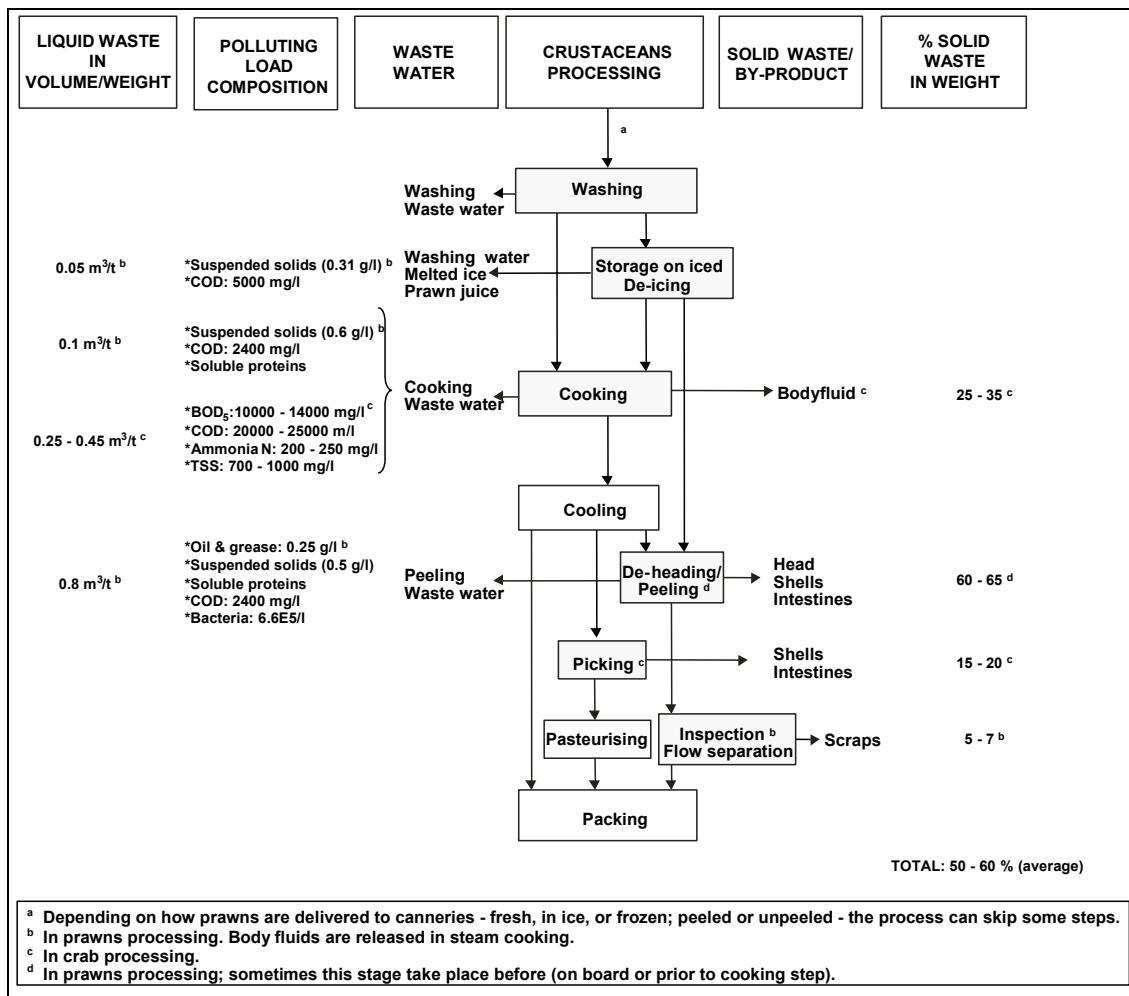 LIQUID WASTE
IN
VOLUME/WEIGHT
POLLUTING
LOAD
COMPOSITION
WASTE
WATER
CRUSTACEANS
PROCESSING
SOLID WASTE/
BY-PRODUCT
% SOLID
WASTE
IN WEIGHT
a
Washing
Washing
Waste water
0.05 m³/t b
*Suspended solids (0.31 g/l) b
*COD: 5000 mg/l
Washing water
Melted ice
Prawn juice
Storage on iced
De-icing
0.1 m³/t b
*Suspended solids (0.6 g/l) b
*COD: 2400 mg/l
*Soluble proteins
0.25 - 0.45 m³/t c
*BOD₅:10000 - 14000 mg/l c
*COD: 20000 - 25000 m/l
*Ammonia N: 200 - 250 mg/l
*TSS: 700 - 1000 mg/l
Cooking
Waste water
Cooking
Bodyfluid c
25 - 35 c
Cooling
0.8 m³/t b
*Oil & grease: 0.25 g/l b
*Suspended solids (0.5 g/l)
*Soluble proteins
*COD: 2400 mg/l
*Bacteria: 6.6E5/l
Peeling
Waste water
De-heading/
Peeling d
Head
Shells
Intestines
60 - 65 d
Picking c
Shells
Intestines
15 - 20 c
Pasteurising
Inspection b
Flow separation
Scraps
5 - 7 b
Packing
TOTAL: 50 - 60 % (average)
a Depending on how prawns are delivered to canneries - fresh, in ice, or frozen; peeled or unpeeled - the process can skip some steps.
b In prawns processing. Body fluids are released in steam cooking.
c In crab processing.
d In prawns processing; sometimes this stage take place before (on board or prior to cooking step).